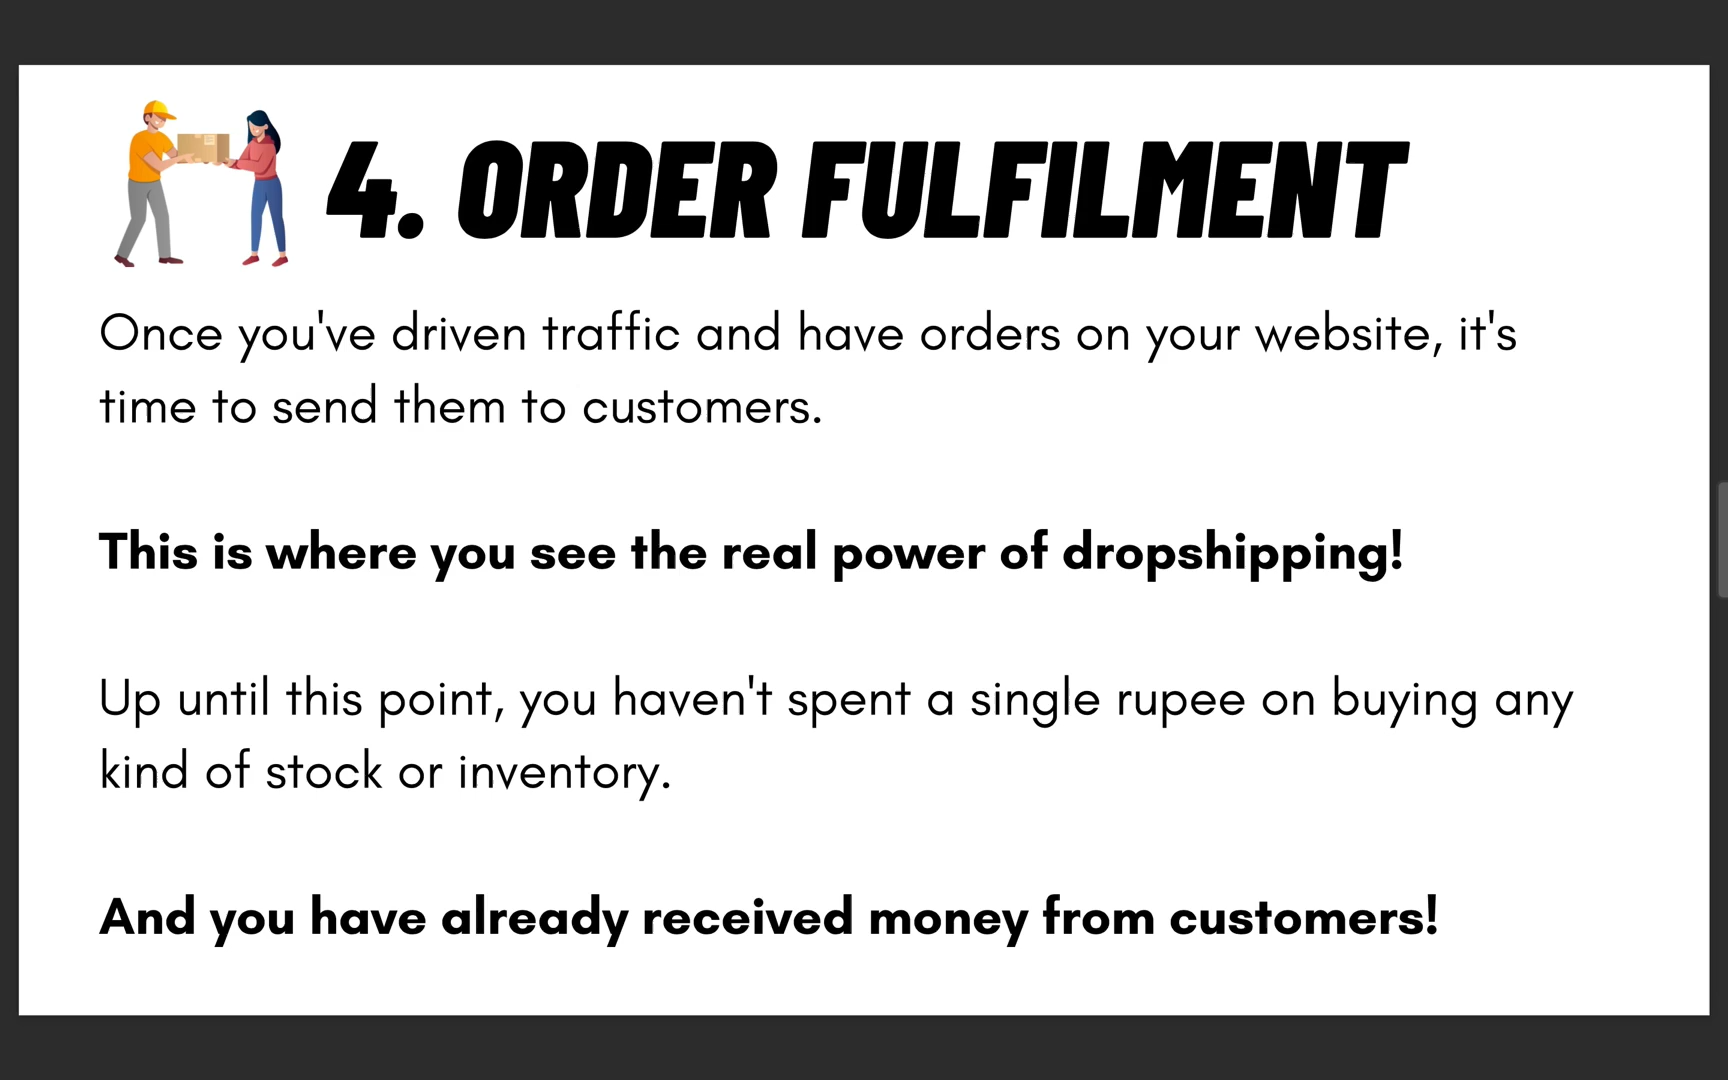 4. ORDER FULFILMENT
Once you've driven traffic and have orders on your website, it's
time to send them to customers.
This is where you see the real power of dropshipping!
Up until this point, you haven't spent a single rupee on buying any
kind of stock or inventory.
And you have already received money from customers!